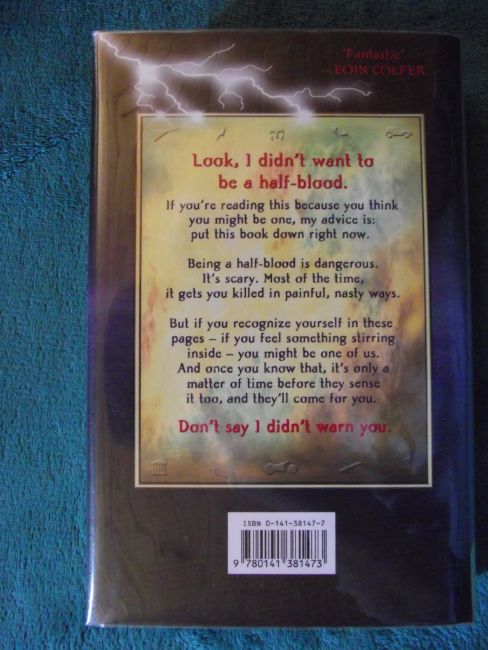 'Fantastic'
EOIN COLFER
Look, I didn't want to
be a half-blood.
If you're reading this because you think
you might be one, my advice is:
put this book down right now.
Being a half-blood is dangerous.
It's scary. Most of the time,
it gets you killed in painful, nasty ways.
But if you recognize yourself in these
pages – if you feel something stirring
inside – you might be one of us.
And once you know that, it's only a
matter of time before they sense
it too, and they'll come for you.
Don't say I didn't warn you.
ISBN 0-141-38147-7
9 780141 381473